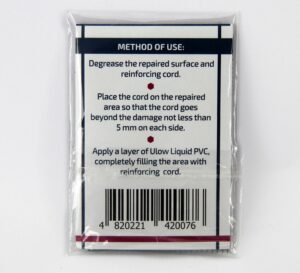 METHOD OF USE:
Degrease the repaired surface and
reinforcing cord.
Place the cord on the repaired
area so that the cord goes
beyond the damage not less than
5 mm on each side.
Apply a layer of Ulow Liquid PVC,
completely filling the area with
reinforcing cord.
4 820221 420076